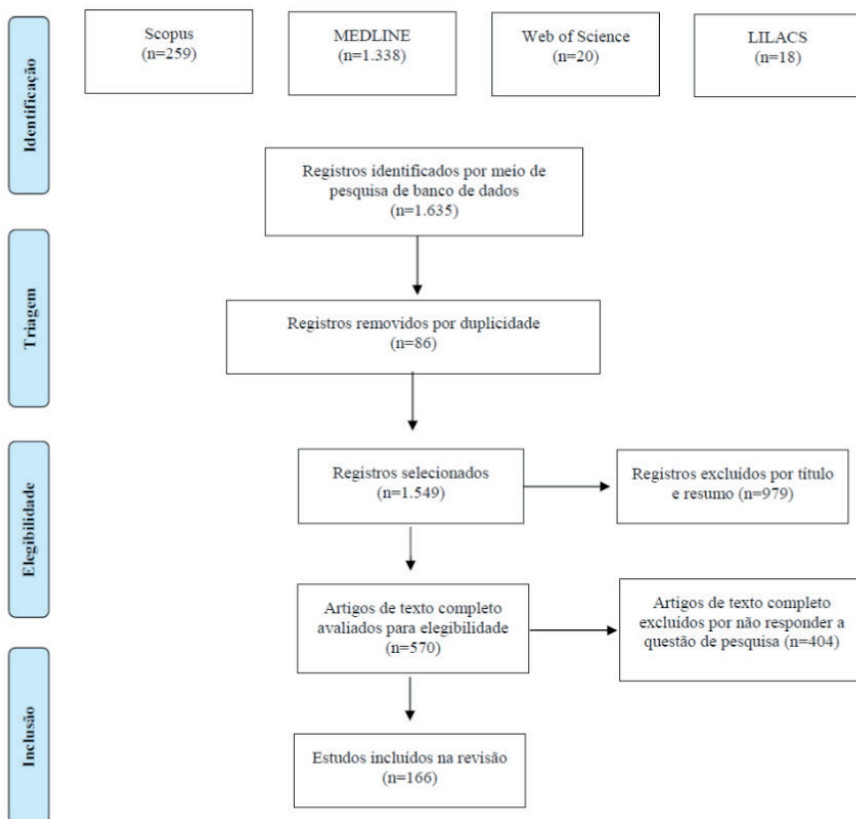 Identificação
Scopus
(n=259)
MEDLINE
(n=1.338)
Web of Science
(n=20)
LILACS
(n=18)
Registros identificados por meio de
pesquisa de banco de dados
(n=1.635)
Triagem
Registros removidos por duplicidade
(n=86)
Elegibilidade
Registros selecionados
(n=1.549)
Registros excluídos por título
e resumo (n=979)
Artigos de texto completo
avaliados para elegibilidade
(n=570)
Artigos de texto completo
excluídos por não responder a
questão de pesquisa (n=404)
Inclusão
Estudos incluídos na revisão
(n=166)